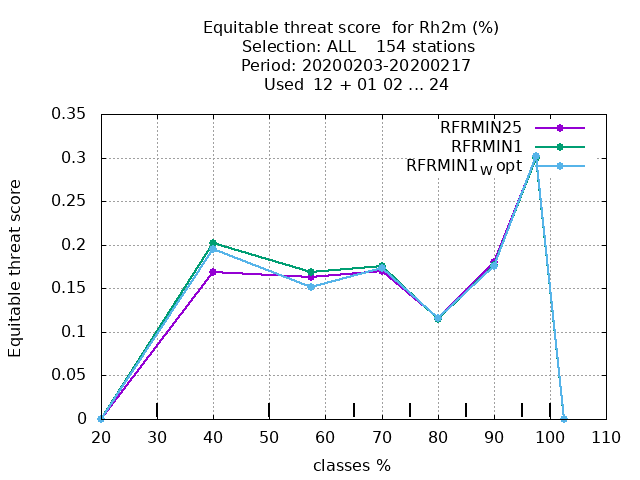 Equitable threat score  for Rh2m (%)
Selection: ALL    154 stations
Period: 20200203-20200217
Used  12 + 01 02 ... 24
RFRMIN25
RFRMIN1
RFRMIN1W opt
Equitable threat score
0.35
0.3
0.25
0.2
0.15
0.1
0.05
0
20 30 40 50 60 70 80 90 100 110
classes %